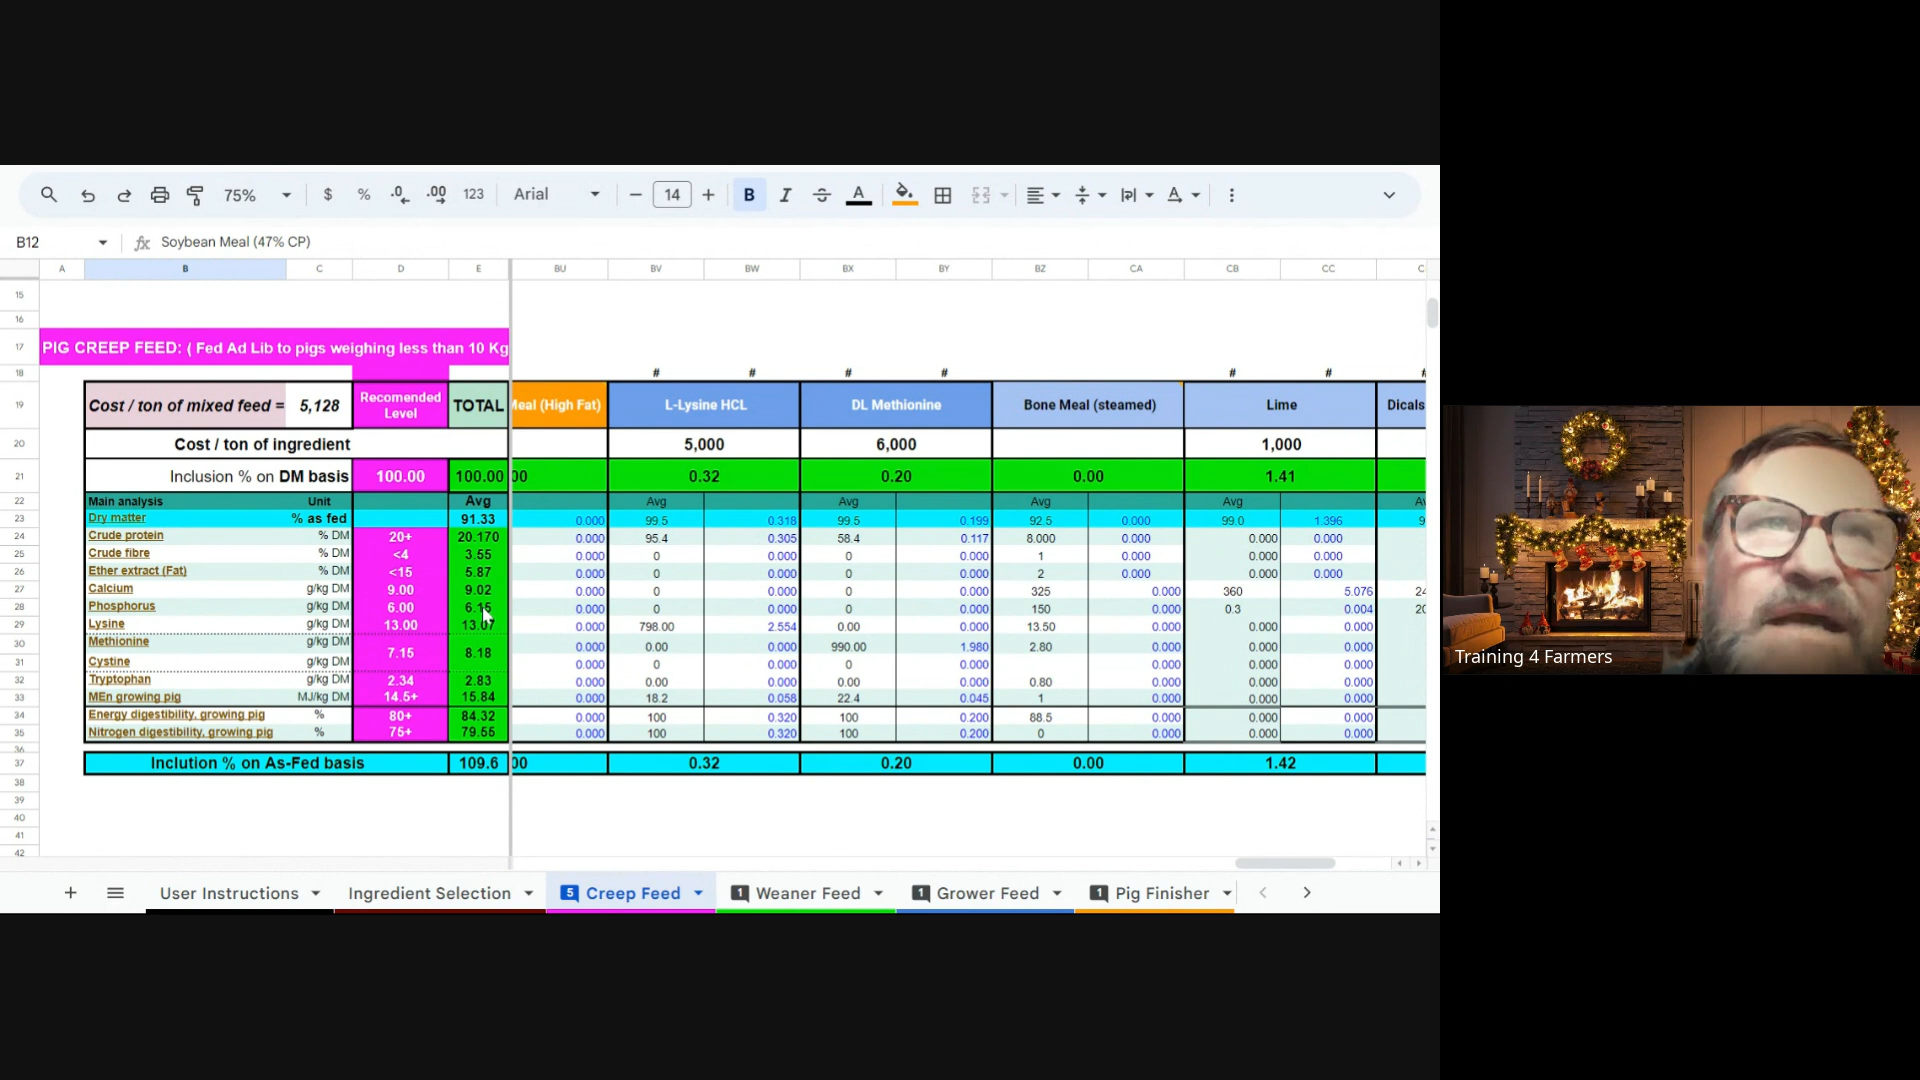 75% $ % .0 .00 123 Arial 14 B I A
B12 fx Soybean Meal (47% CP)
A B C D E BU BV BW BX BY BZ CA CB CC C
15
16
17 PIG CREEP FEED: ( Fed Ad Lib to pigs weighing less than 10 Kg
18 # # # # # #
19 Cost / ton of mixed feed = 5,128 Recomended Level TOTAL Meal (High Fat) L-Lysine HCL DL Methionine Bone Meal (steamed) Lime Dicals
20 Cost / ton of ingredient 5,000 6,000 1,000
21 Inclusion % on DM basis 100.00 100.00 00 0.32 0.20 0.00 1.41
22 Main analysis Unit Avg Avg Avg Avg Avg Av
23 Dry matter % as fed 91.33 0.000 99.5 0.318 99.5 0.199 92.5 0.000 99.0 1.396 9
24 Crude protein % DM 20+ 20.170 0.000 95.4 0.305 58.4 0.117 8.000 0.000 0.000 0.000
25 Crude fibre % DM <4 3.55 0.000 0 0.000 0 0.000 1 0.000 0.000 0.000
26 Ether extract (Fat) % DM <15 5.87 0.000 0 0.000 0 0.000 2 0.000 0.000 0.000
27 Calcium g/kg DM 9.00 9.02 0.000 0 0.000 0 0.000 325 0.000 360 5.076 24
28 Phosphorus g/kg DM 6.00 0.000 0 0.000 0 0.000 150 0.000 0.3 0.004 20
29 Lysine g/kg DM 13.00 13.07 0.000 798.00 2.554 0.00 0.000 13.50 0.000 0.000 0.000
30 Methionine g/kg DM 7.15 8.18 0.000 0.00 0.000 990.00 1.980 2.80 0.000 0.000 0.000
31 Cystine g/kg DM 0.000 0 0.000 0 0.000 0.000 0.000 0.000
32 Tryptophan g/kg DM 2.34 2.83 0.000 0.00 0.000 0.00 0.000 0.80 0.000 0.000 0.000
33 MEn growing pig MJ/kg DM 14.5+ 15.84 0.000 18.2 0.058 22.4 0.045 1 0.000 0.000 0.000
34 Energy digestibility, growing pig % 80+ 84.32 0.000 100 0.320 100 0.200 88.5 0.000 0.000 0.000
35 Nitrogen digestibility, growing pig % 75+ 79.55 0.000 100 0.320 100 0.200 0 0.000 0.000 0.000
36
37 Inclution % on As-Fed basis 109.6 00 0.32 0.20 0.00 1.42
38
39
40
41
42
User Instructions Ingredient Selection 5 Creep Feed 1 Weaner Feed 1 Grower Feed 1 Pig Finisher
Training 4 Farmers